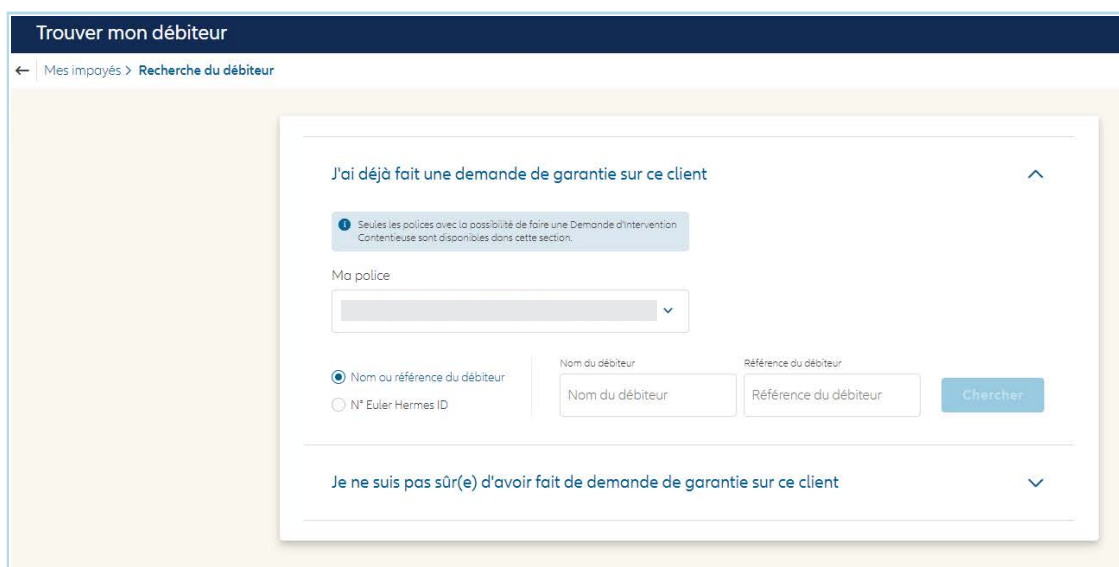 Trouver mon débiteur
← Mes impayés > Recherche du débiteur
J'ai déjà fait une demande de garantie sur ce client
Seules les polices avec la possibilité de faire une Demande d'Intervention
Contentieuse sont disponibles dans cette section.
Ma police
Nom ou référence du débiteur
N° Euler Hermes ID
Nom du débiteur
Nom du débiteur
Référence du débiteur
Référence du débiteur
Chercher
Je ne suis pas sûr(e) d'avoir fait de demande de garantie sur ce client